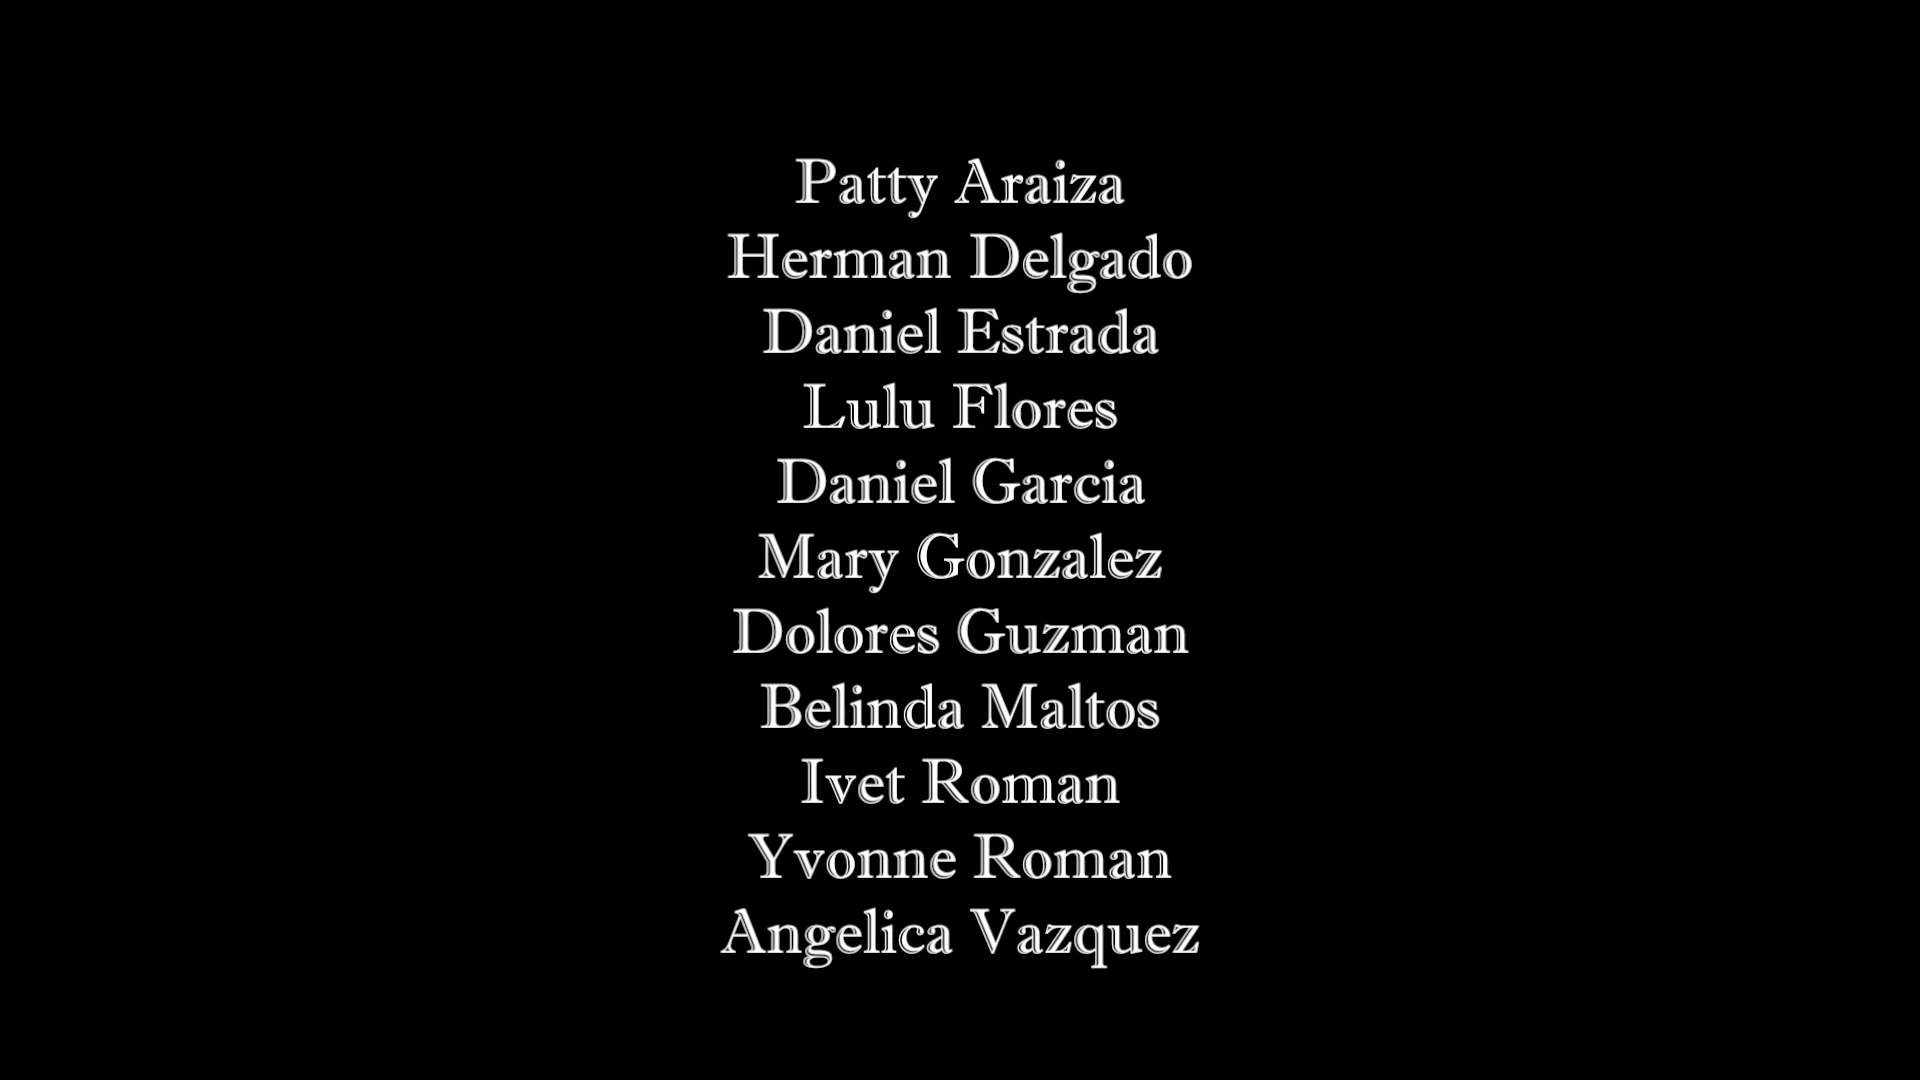 Patty Araiza
Herman Delgado
Daniel Estrada
Lulu Flores
Daniel Garcia
Mary Gonzalez
Dolores Guzman
Belinda Maltos
Ivet Roman
Yvonne Roman
Angelica Vazquez